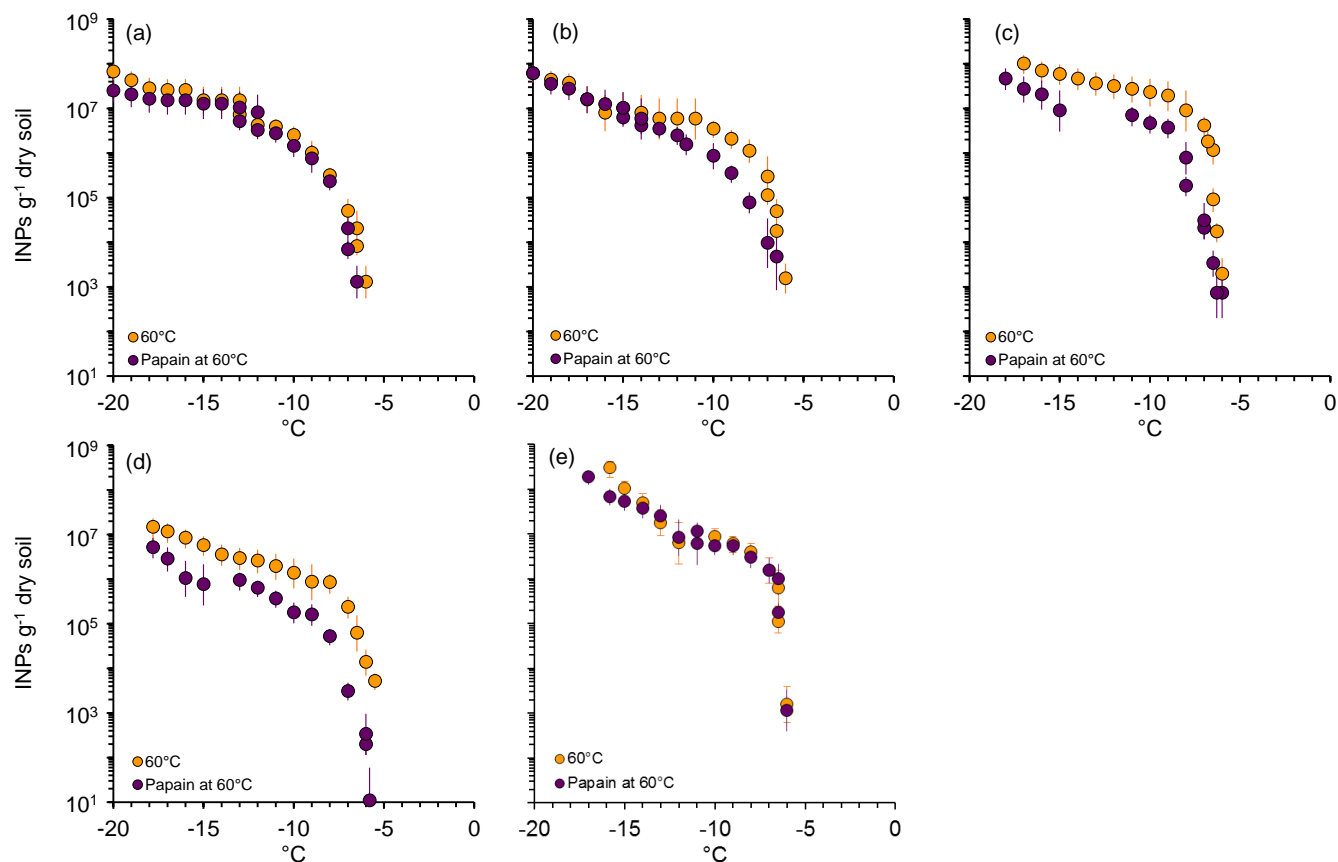 (a)
(b)
(c)
INPs g⁻¹ dry soil
10⁹
10⁷
10⁵
10³
10¹
60°C
Papain at 60°C
60°C
Papain at 60°C
60°C
Papain at 60°C
-20 -15 -10 -5 0
-20 -15 -10 -5 0
-20 -15 -10 -5 0
°C
°C
°C
(d)
(e)
INPs g⁻¹ dry soil
10⁹
10⁷
10⁵
10³
10¹
60°C
Papain at 60°C
60°C
Papain at 60°C
-20 -15 -10 -5 0
-20 -15 -10 -5 0
°C
°C